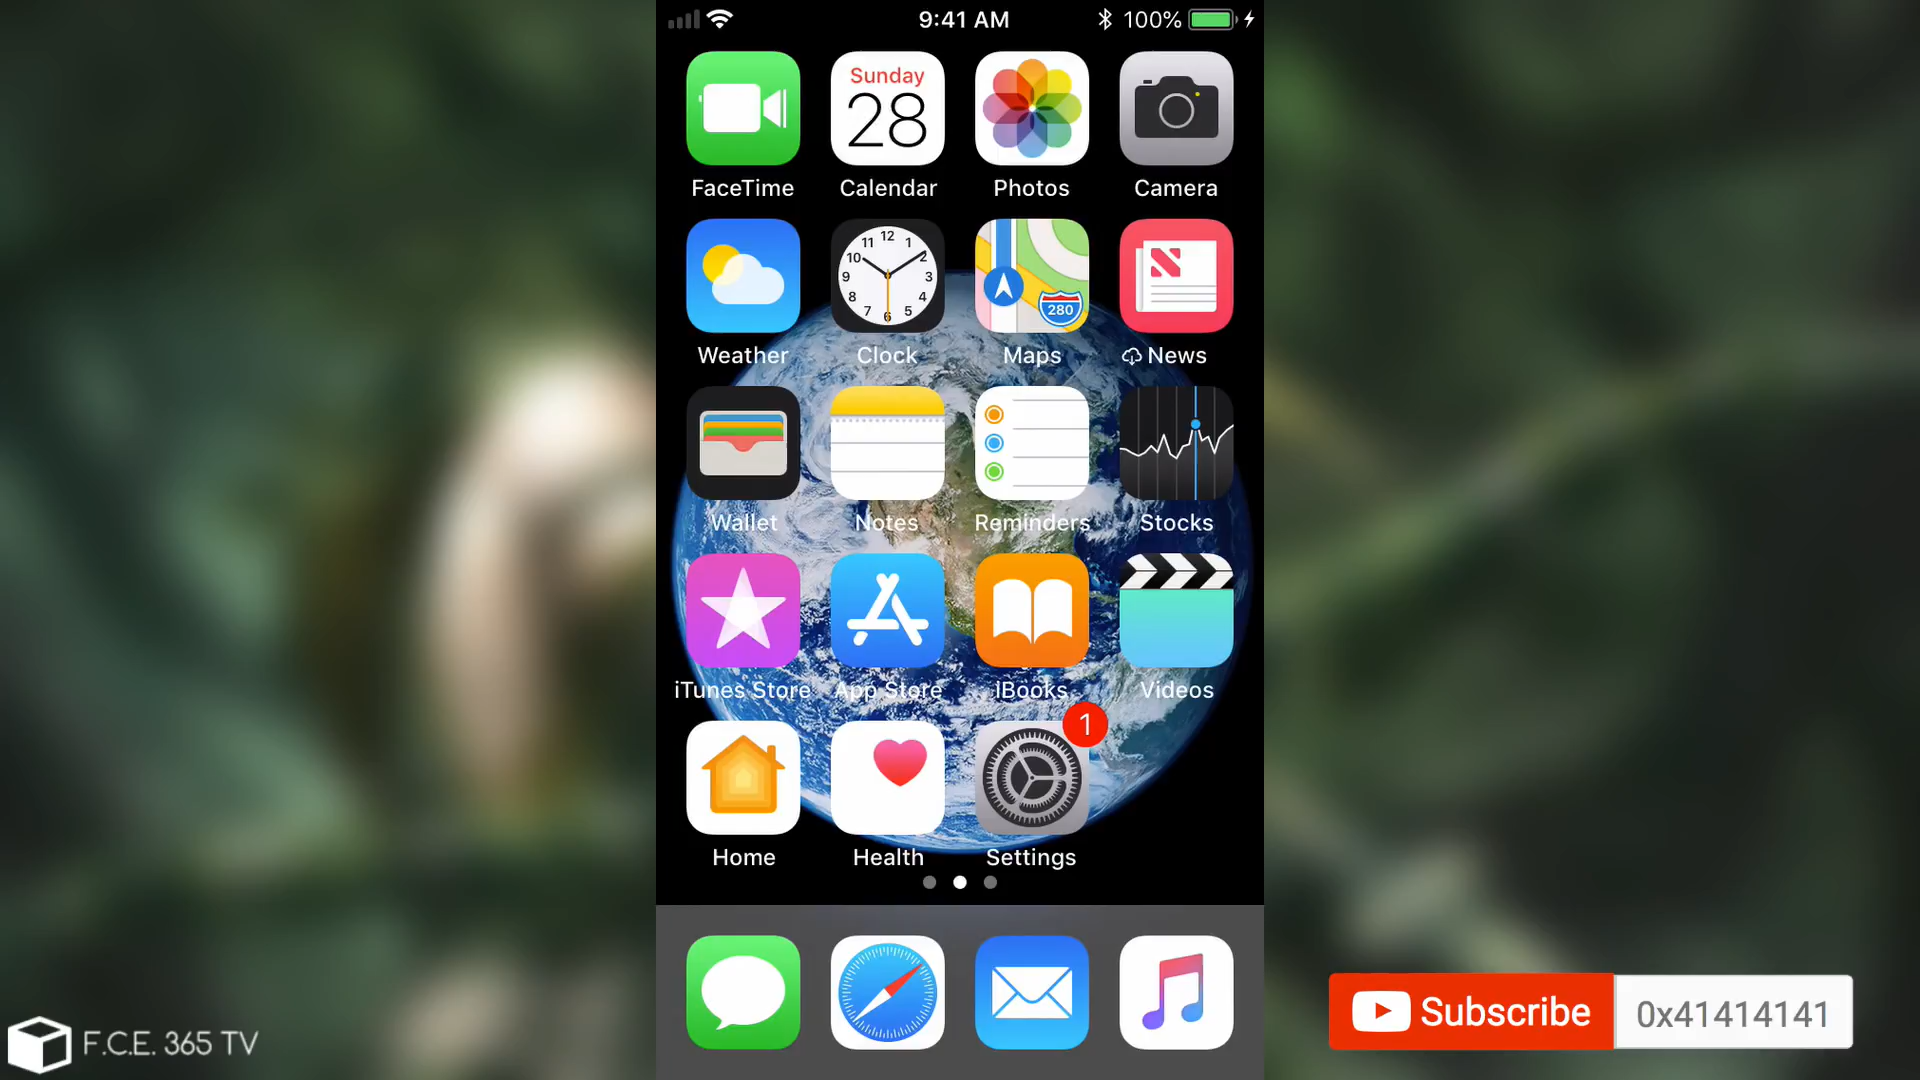 9:41 AM
100%
Sunday
28
FaceTime
Calendar
Photos
Camera
12
11 1
10 2
9 3
8 4
7 5
6
280
Weather
Clock
Maps
News
Wallet
Notes
Reminders
Stocks
iTunes Store
App Store
iBooks
Videos
1
Home
Health
Settings
F.C.E. 365 TV
Subscribe
0x41414141